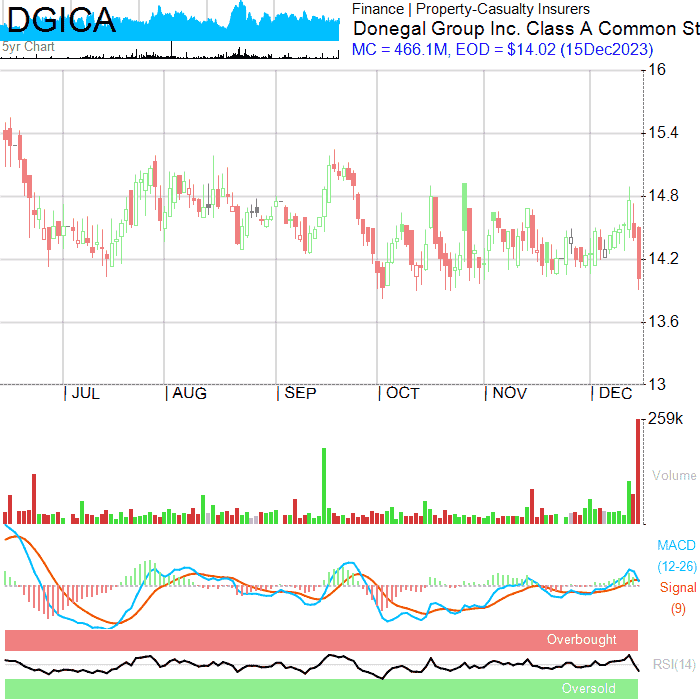 DGICA
5yr Chart
Finance | Property-Casualty Insurers
Donegal Group Inc. Class A Common St
MC = 466.1M, EOD = $14.02 (15Dec2023)
16
15.4
14.8
14.2
13.6
13
| JUL | AUG | SEP | OCT | NOV | DEC
259k
Volume
MACD
(12-26)
Signal
(9)
Overbought
RSI(14)
Oversold